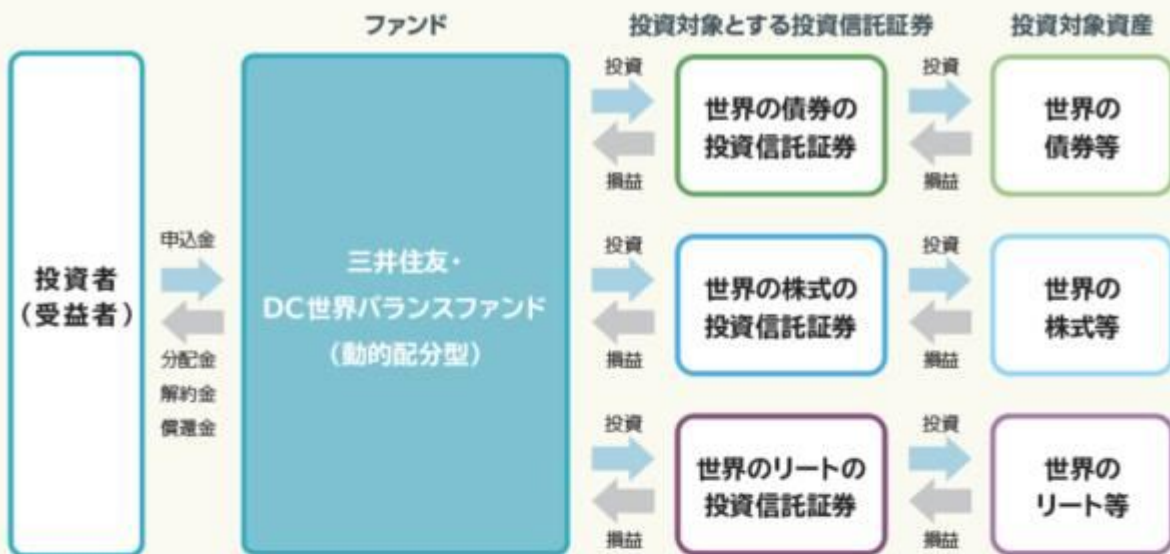 ファンド
投資対象とする投資信託証券
投資対象資産
投資者
（受益者）
申込金
分配金
解約金
償還金
三井住友・
DC世界バランスファンド
（動的配分型）
投資
損益
世界の債券の
投資信託証券
投資
損益
世界の
債券等
投資
損益
世界の株式の
投資信託証券
投資
損益
世界の
株式等
投資
損益
世界のリートの
投資信託証券
投資
損益
世界の
リート等